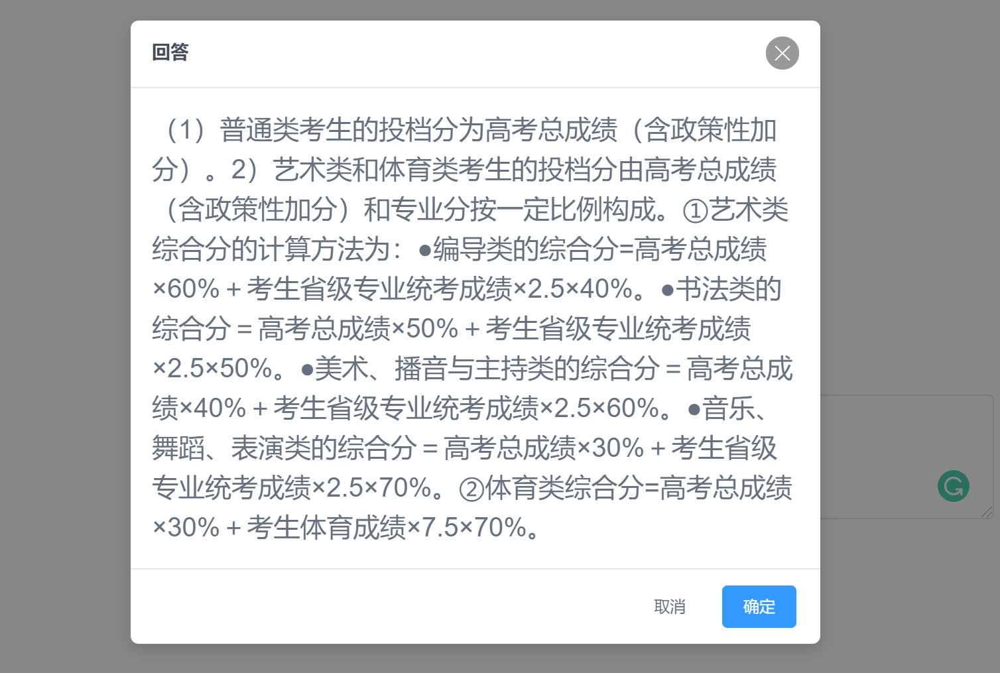 回答
（1）普通类考生的投档分为高考总成绩（含政策性加
分）。2）艺术类和体育类考生的投档分由高考总成绩
（含政策性加分）和专业分按一定比例构成。①艺术类
综合分的计算方法为：●编导类的综合分=高考总成绩
×60%＋考生省级专业统考成绩×2.5×40%。●书法类的
综合分＝高考总成绩×50%＋考生省级专业统考成绩
×2.5×50%。●美术、播音与主持类的综合分＝高考总成
绩×40%＋考生省级专业统考成绩×2.5×60%。●音乐、
舞蹈、表演类的综合分＝高考总成绩×30%＋考生省级
专业统考成绩×2.5×70%。②体育类综合分=高考总成绩
×30%＋考生体育成绩×7.5×70%。
取消 确定